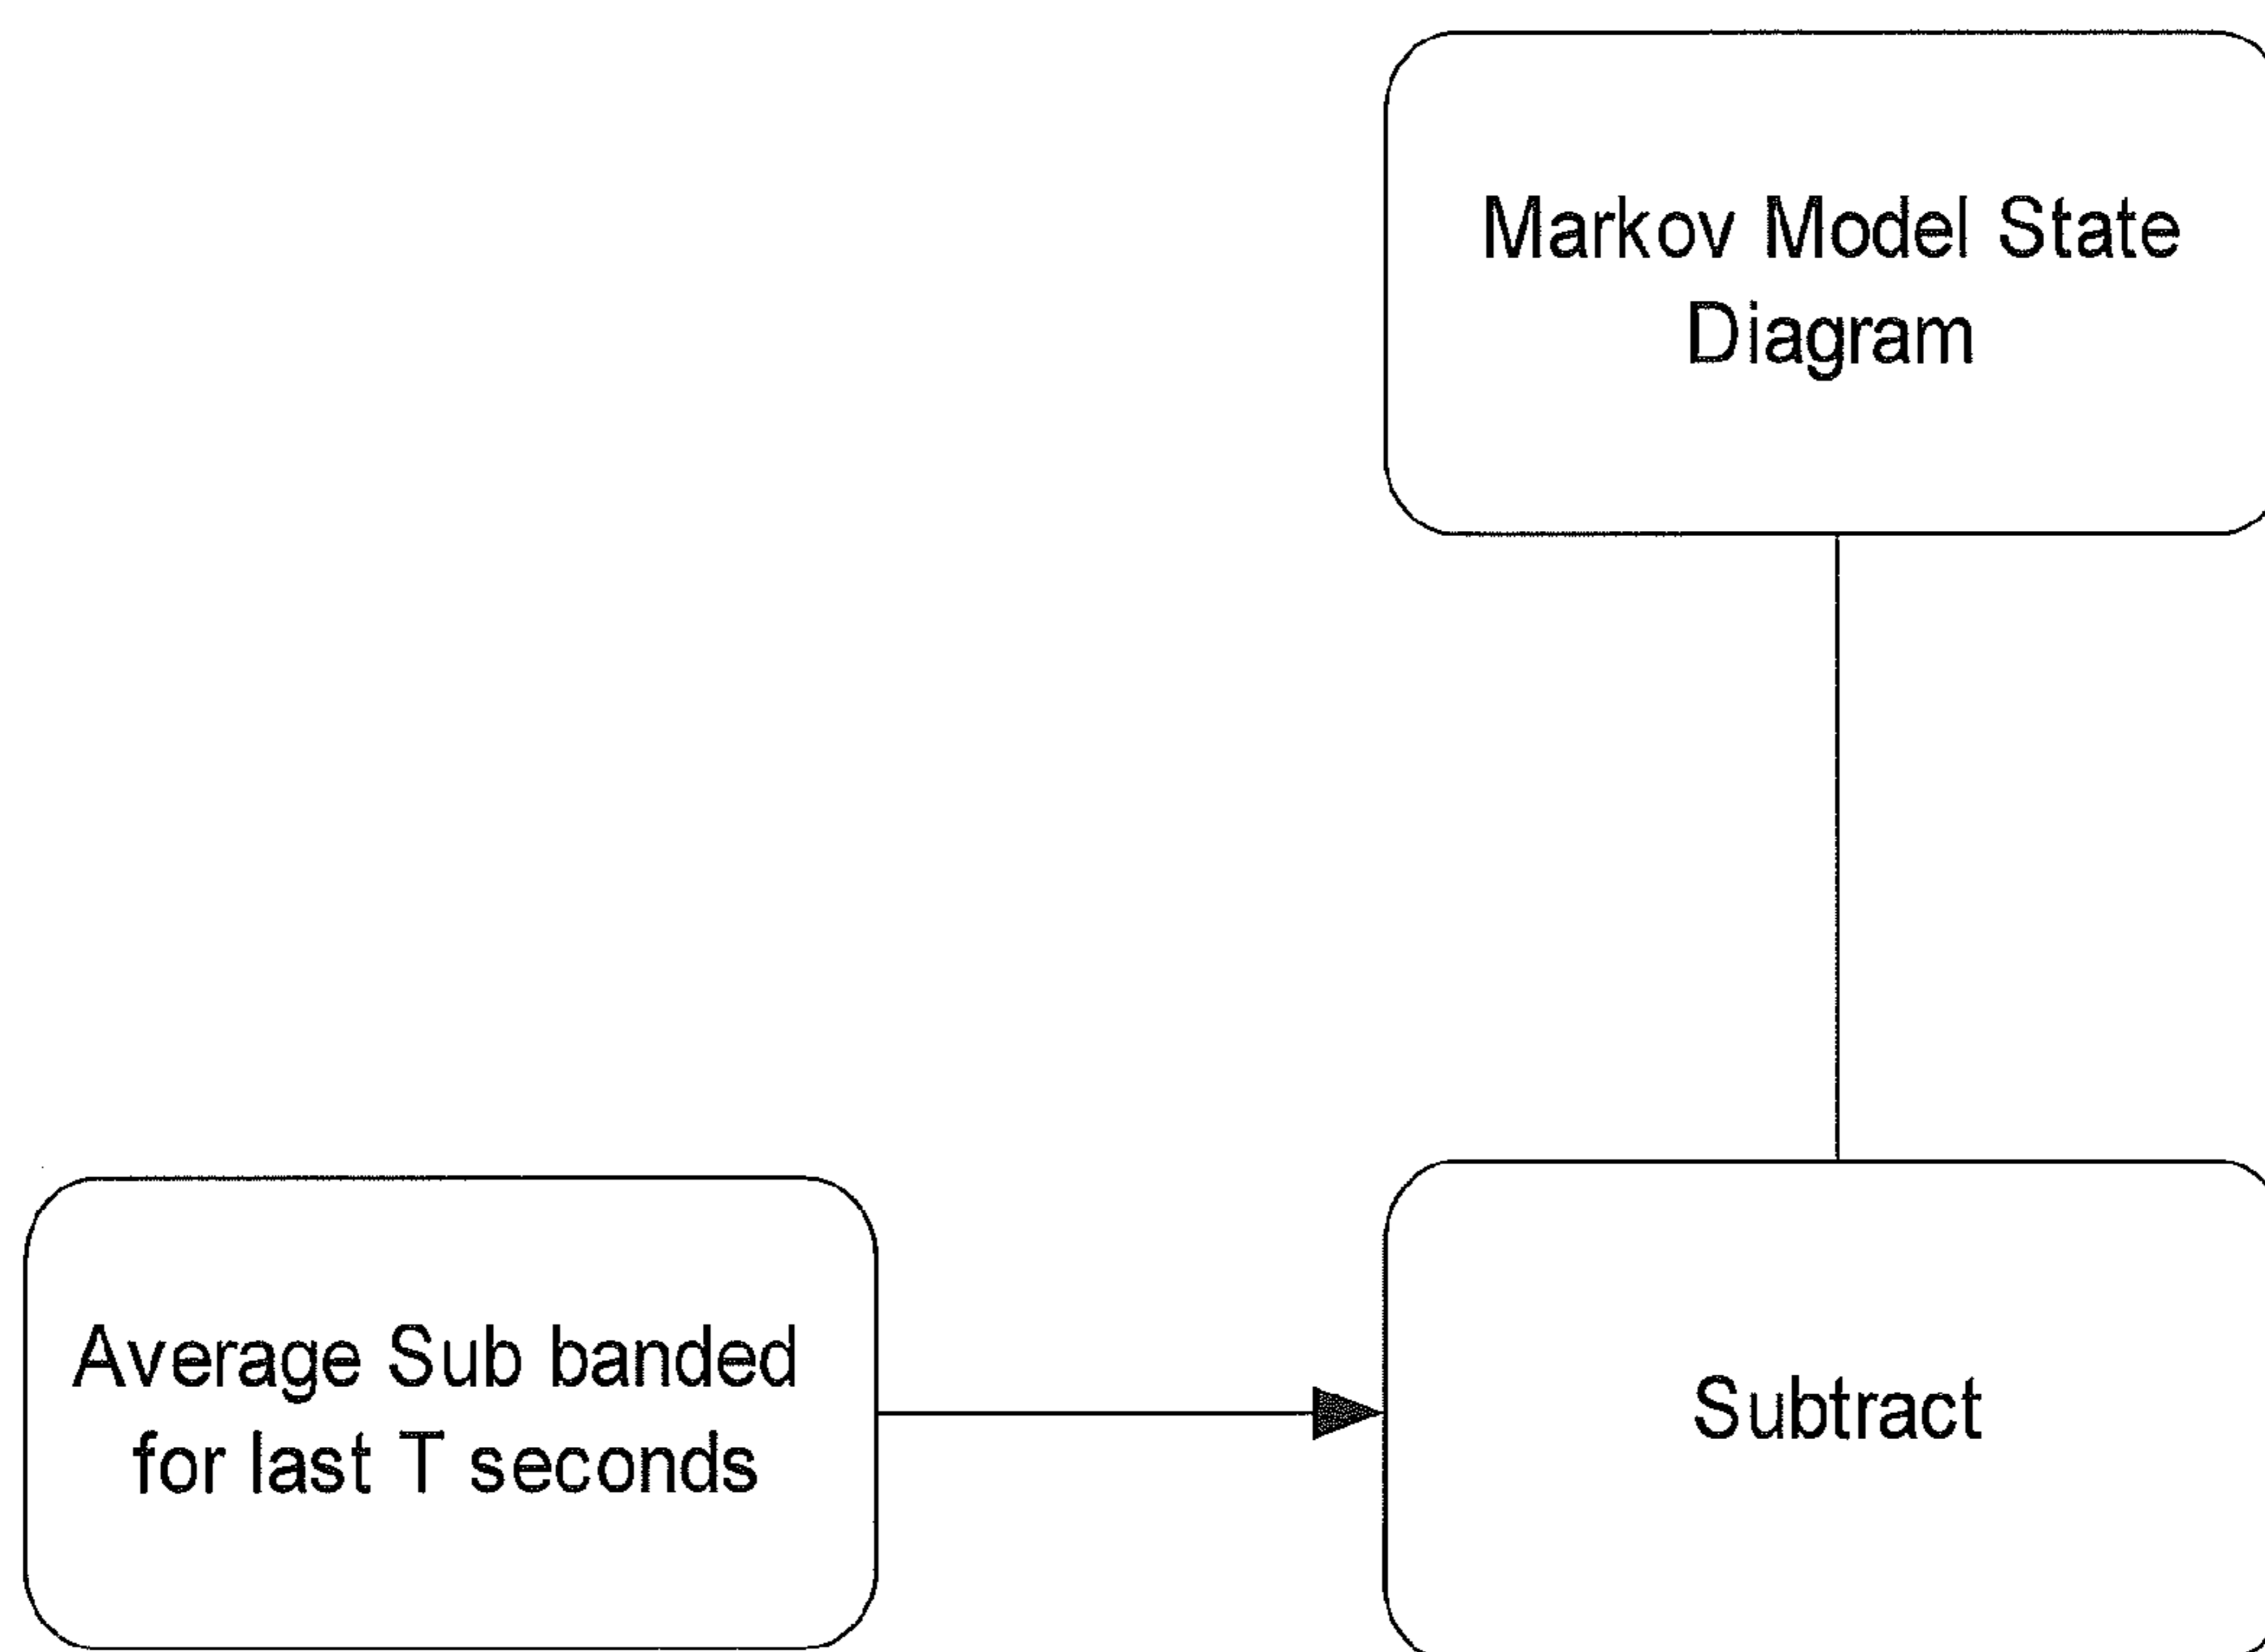 Markov Model State
Diagram
Average Sub banded
for last T seconds
Subtract